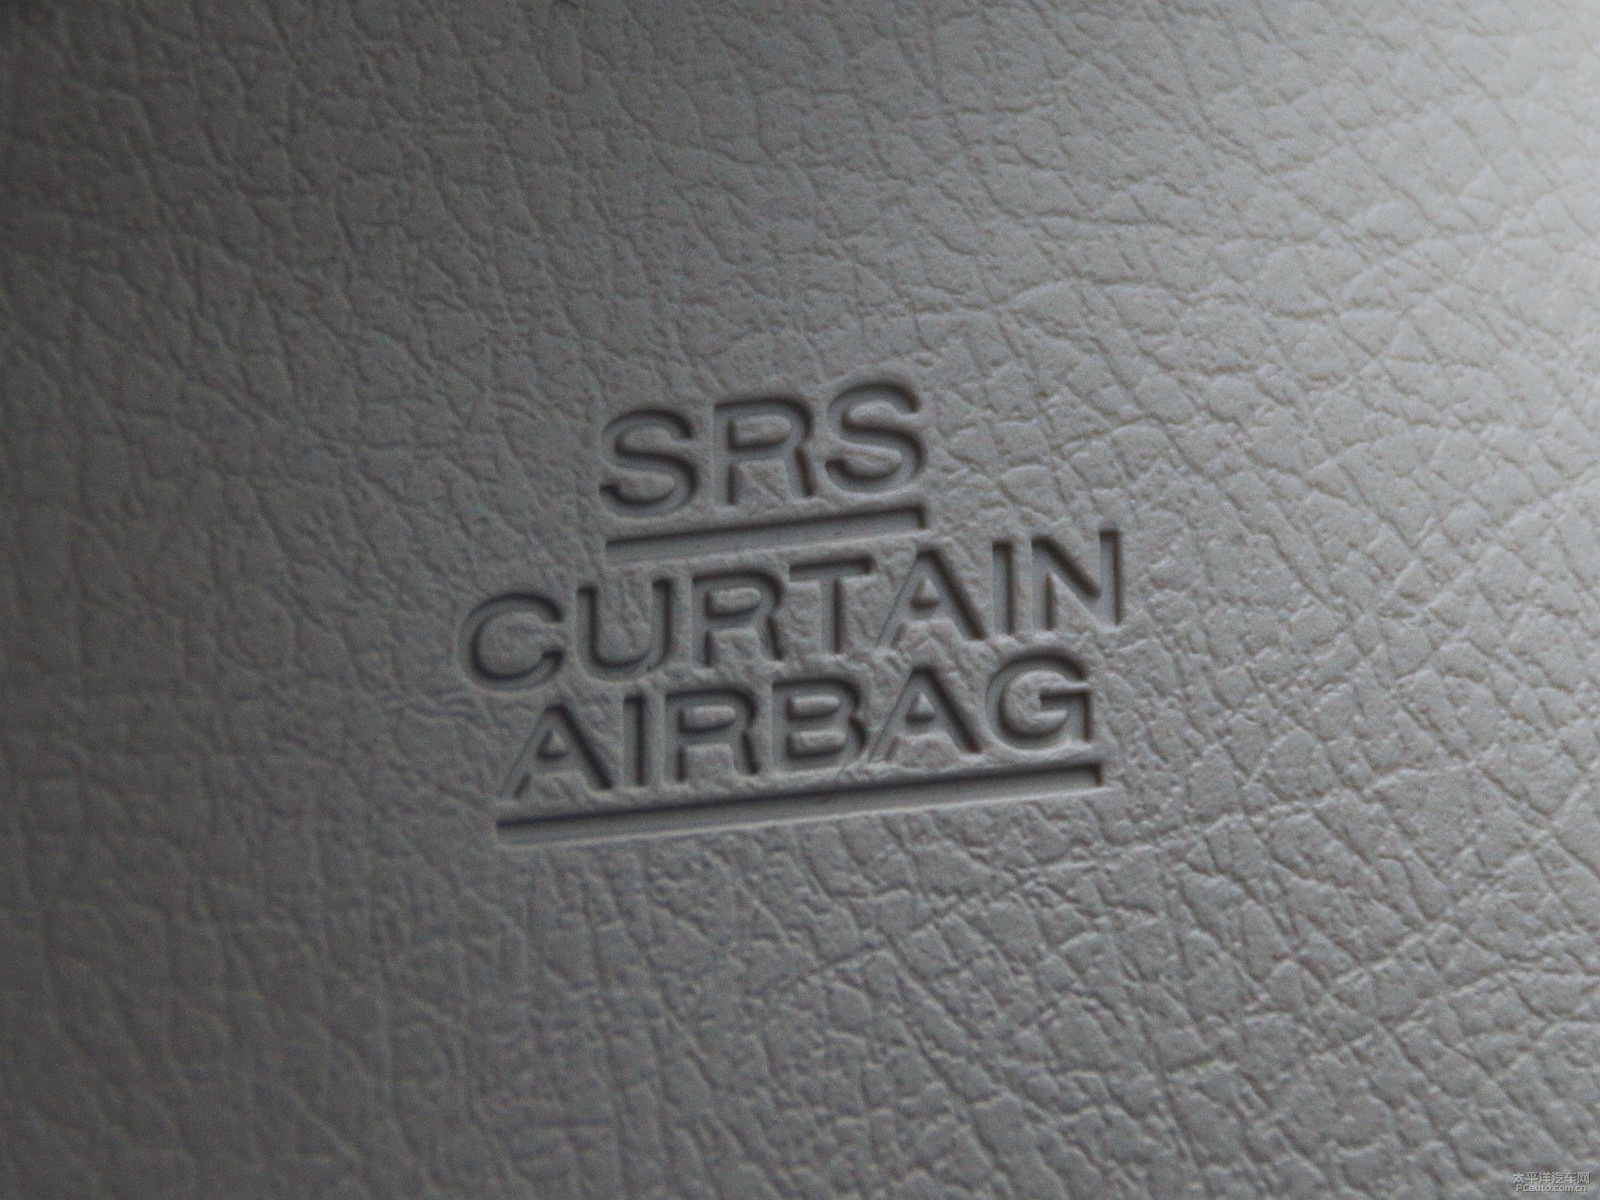 SRS
CURTAIN
AIRBAG
太平洋汽车网
PCauto.com.cn